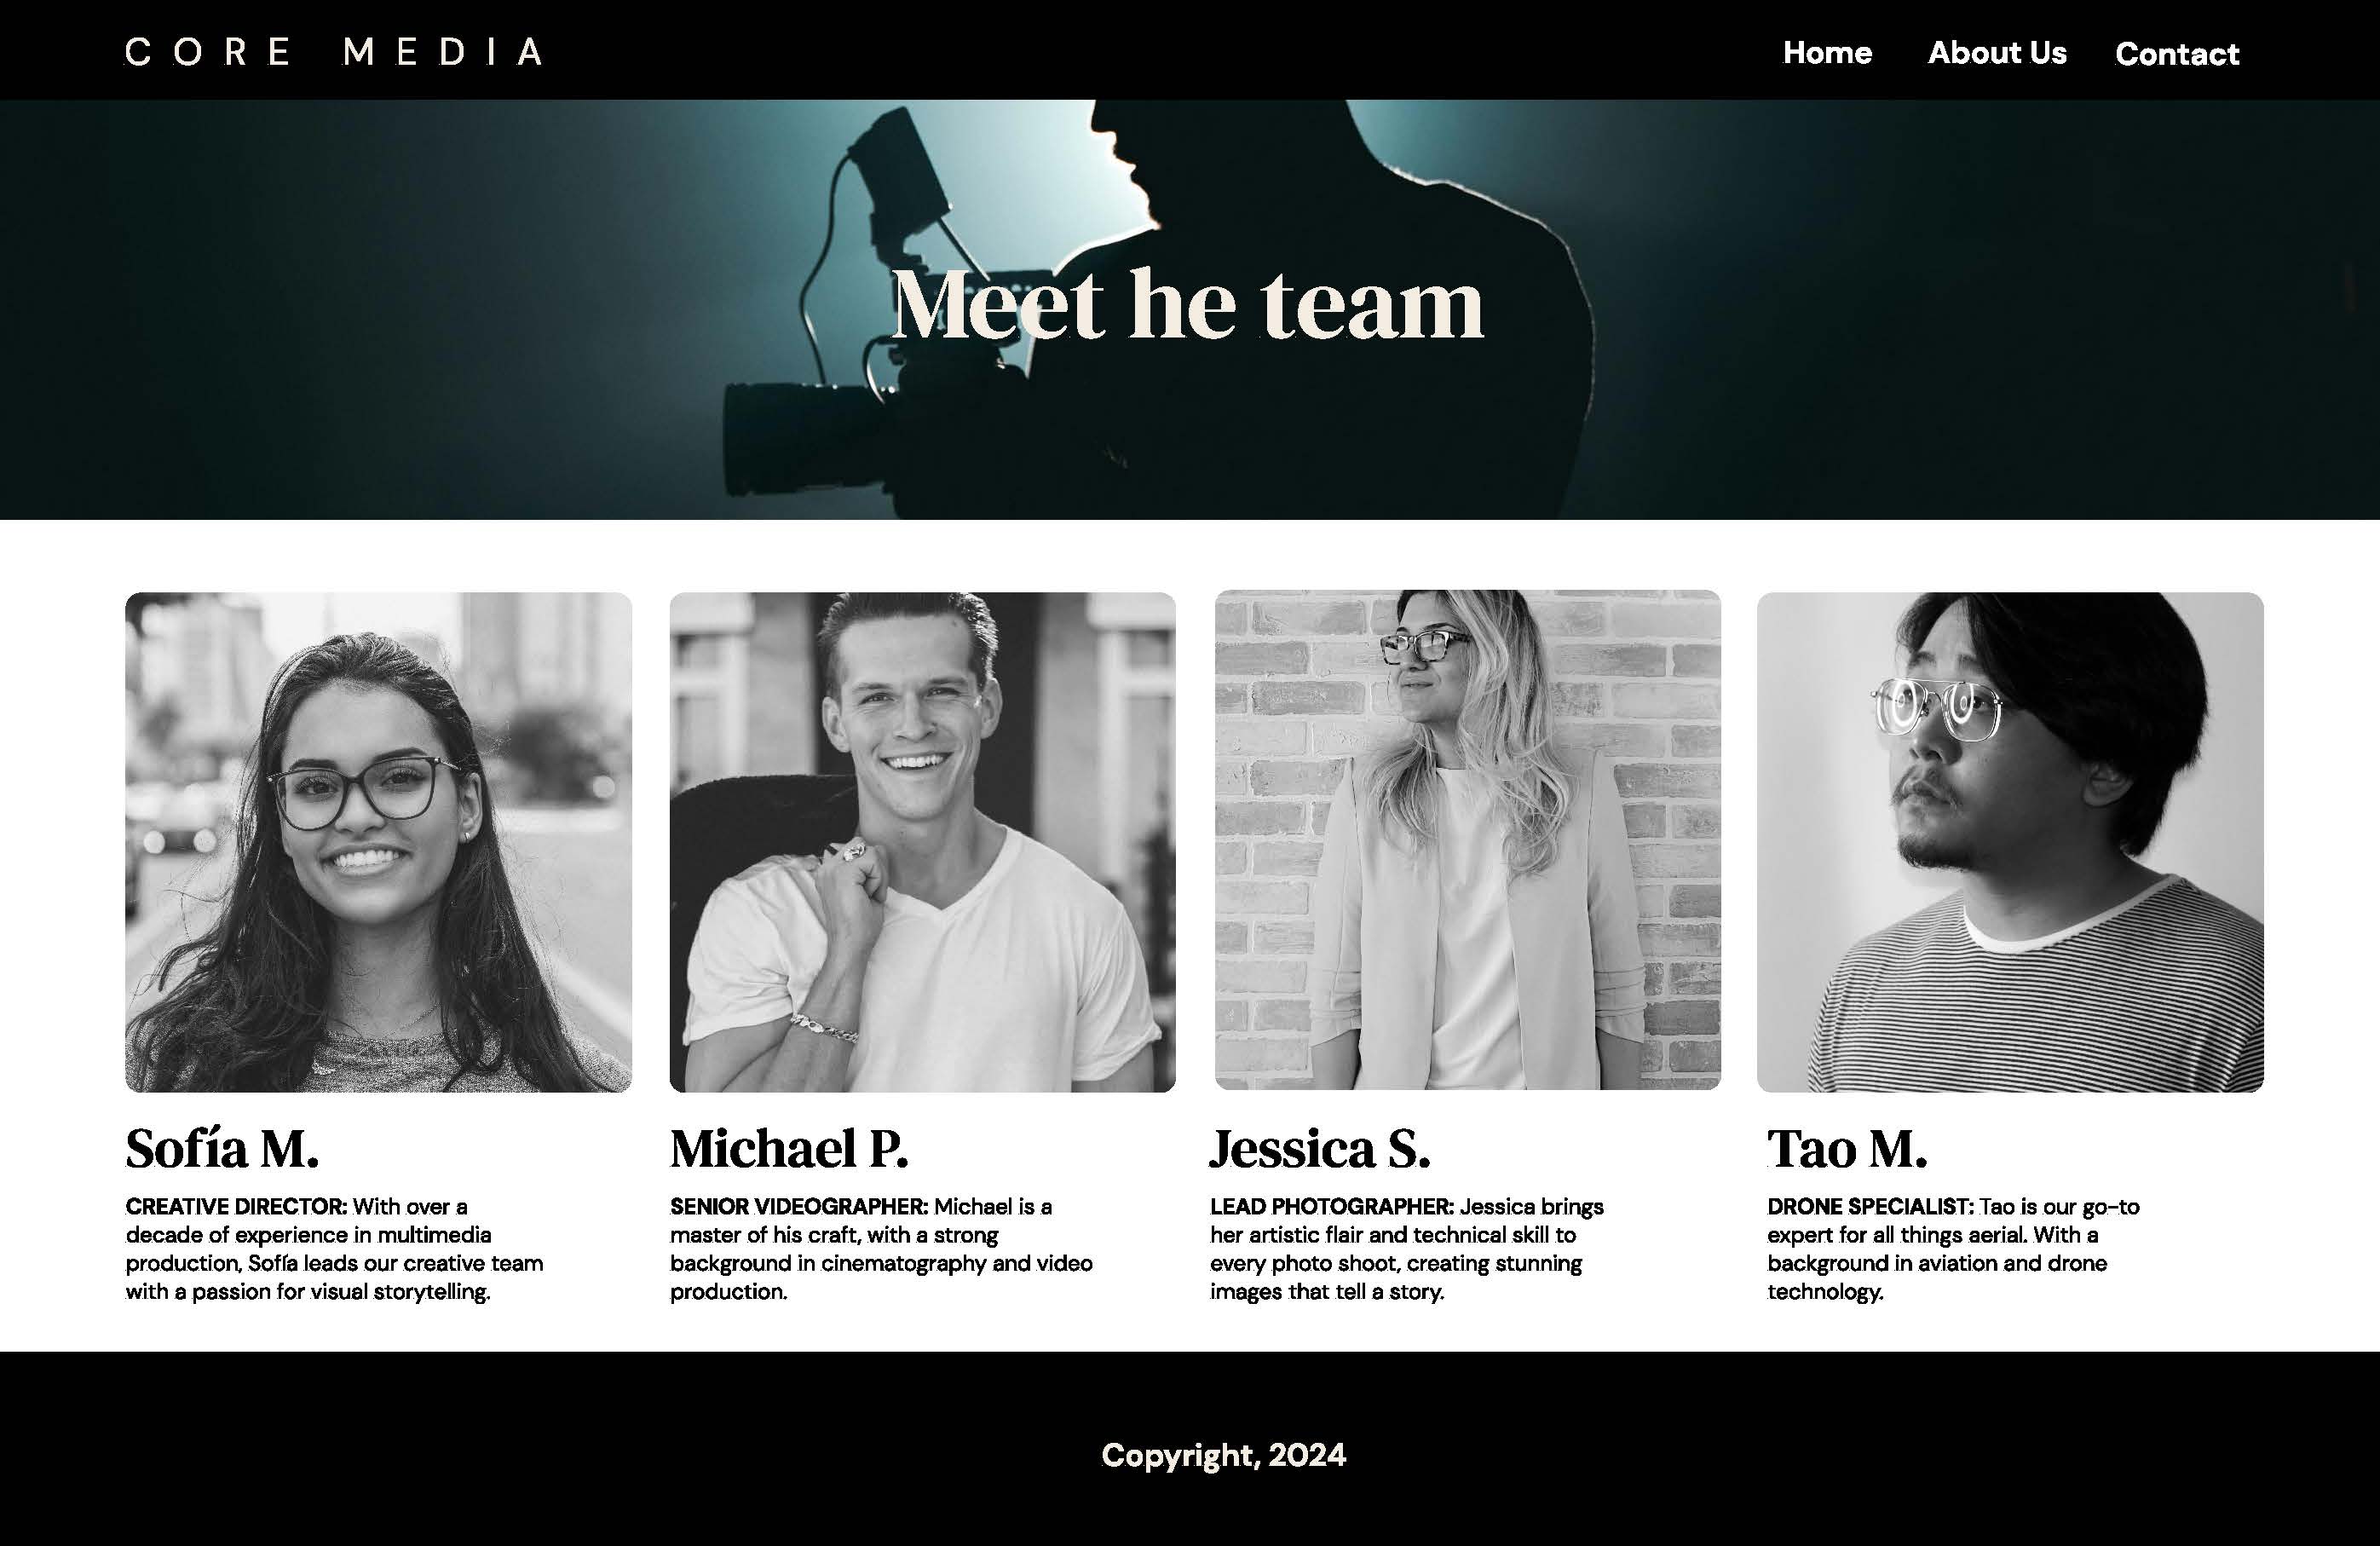 CORE MEDIA
Home About Us Contact
Meet he team
Sofía M.
CREATIVE DIRECTOR: With over a
decade of experience in multimedia
production, Sofía leads our creative team
with a passion for visual storytelling.
Michael P.
SENIOR VIDEOGRAPHER: Michael is a
master of his craft, with a strong
background in cinematography and video
production.
Jessica S.
LEAD PHOTOGRAPHER: Jessica brings
her artistic flair and technical skill to
every photo shoot, creating stunning
images that tell a story.
Tao M.
DRONE SPECIALIST: Tao is our go-to
expert for all things aerial. With a
background in aviation and drone
technology.
Copyright, 2024